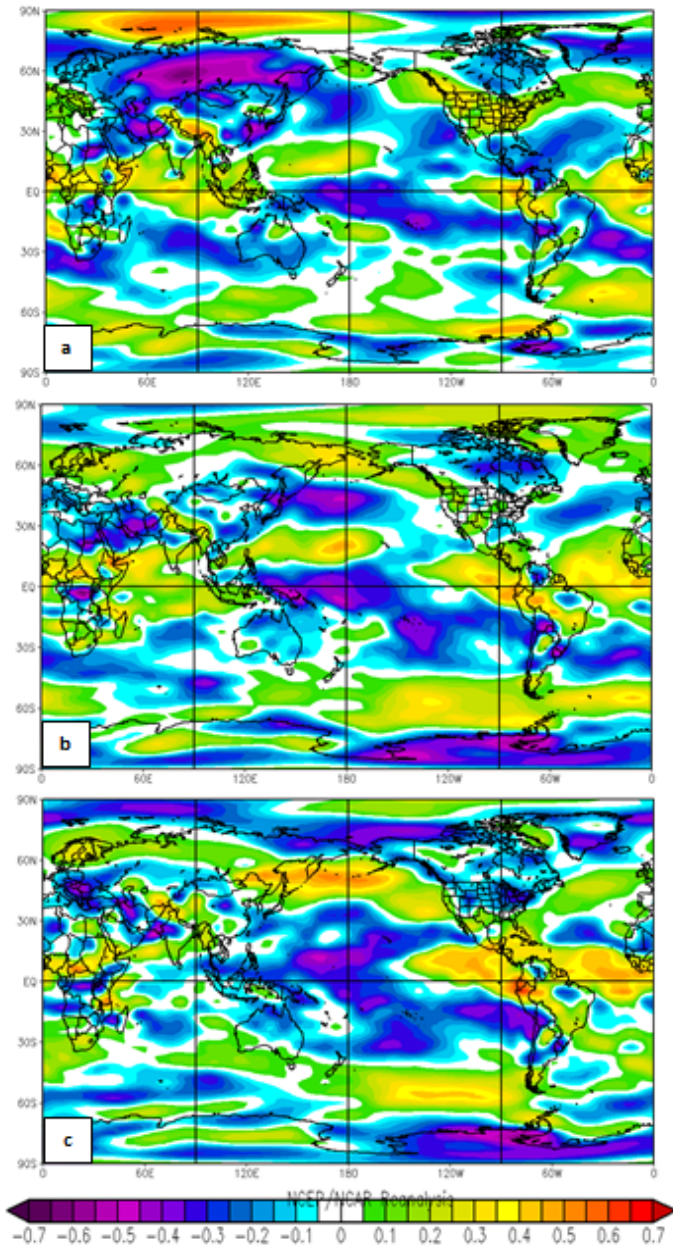 90N
60N
30N
EQ
30S
60S
90S
a
0 60E 120E 180 120W 60W 0
90N
60N
30N
EQ
30S
60S
90S
b
0 60E 120E 180 120W 60W 0
90N
60N
30N
EQ
30S
60S
90S
c
0 60E 120E 180 120W 60W 0
NCEP/NCAR Reanalysis
-0.7 -0.6 -0.5 -0.4 -0.3 -0.2 -0.1 0 0.1 0.2 0.3 0.4 0.5 0.6 0.7